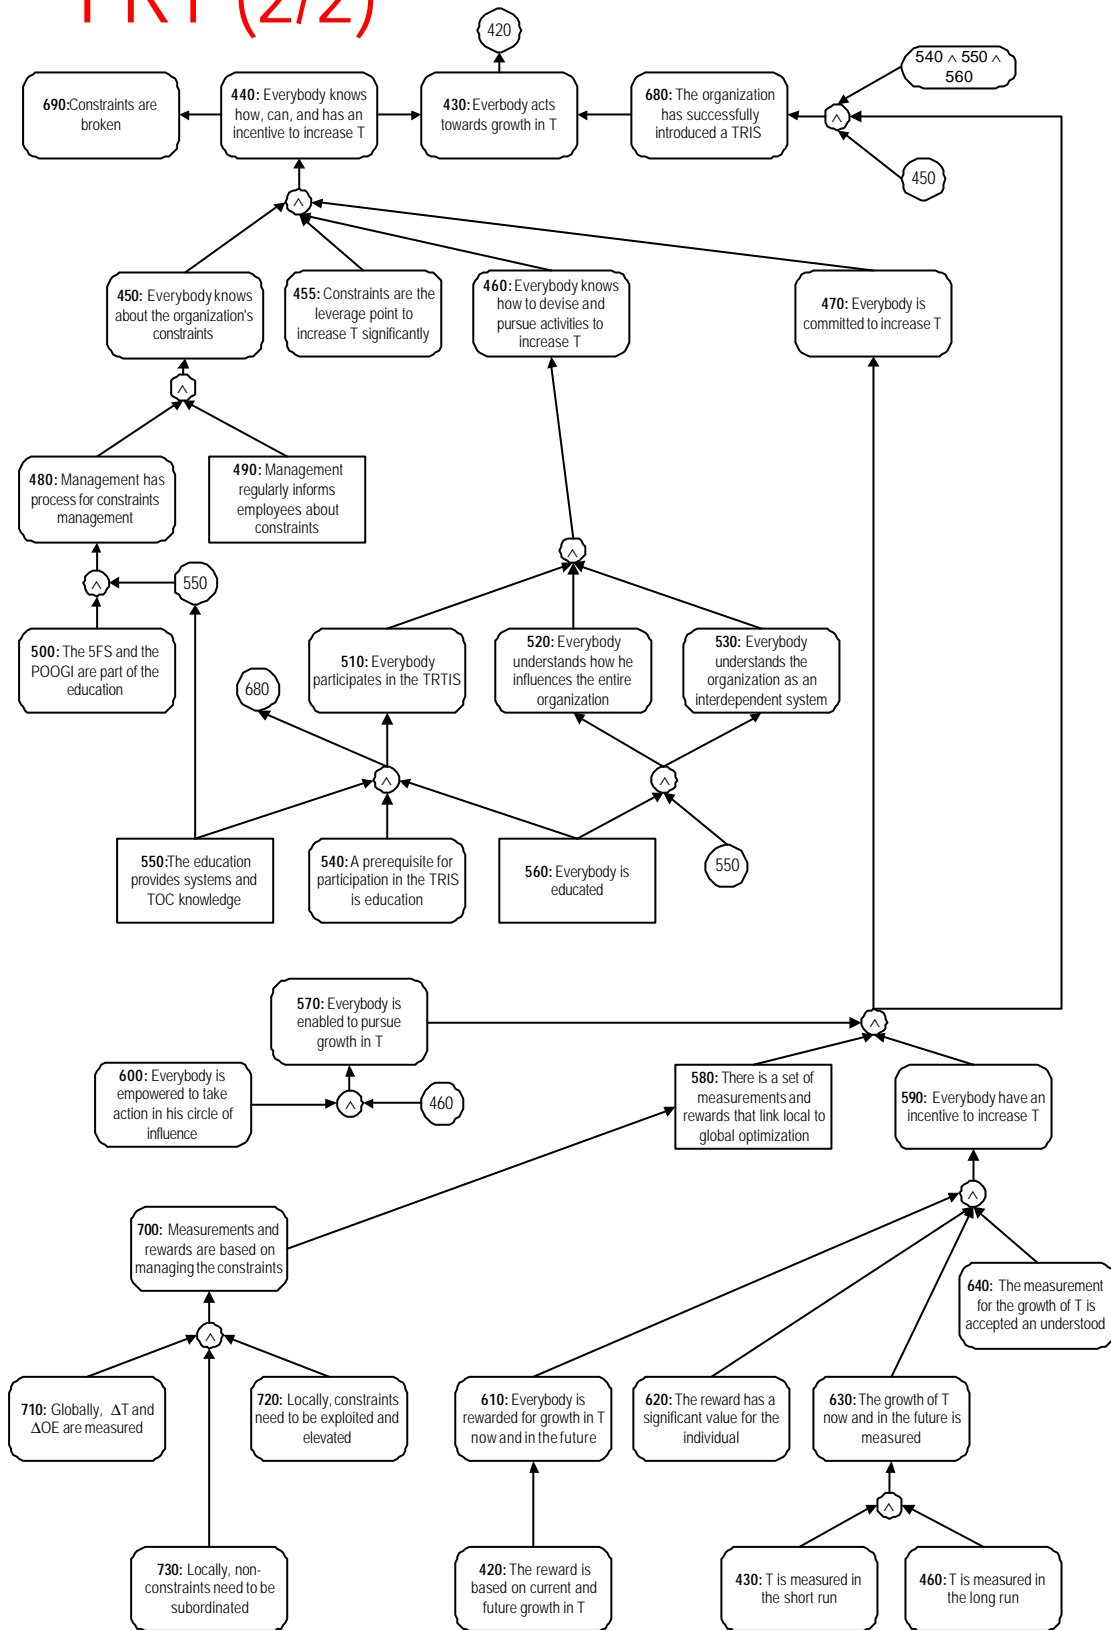 FRT (2/2)
420
540 ∧ 550 ∧
560
690:Constraints are
broken
440: Everybody knows
how, can, and has an
incentive to increase T
430: Everbody acts
towards growth in T
680: The organization
has successfully
introduced a TRIS
∧
450
∧
450: Everybody knows
about the organization's
constraints
455: Constraints are the
leverage point to
increase T significantly
460: Everybody knows
how to devise and
pursue activities to
increase T
470: Everybody is
committed to increase T
∧
480: Management has
process for constraints
management
490: Management
regularly informs
employees about
constraints
∧
∧
550
500: The 5FS and the
POOGI are part of the
education
510: Everybody
participates in the TRTIS
520: Everybody
understands how he
influences the entire
organization
530: Everybody
understands the
organization as an
interdependent system
680
∧
∧
550:The education
provides systems and
TOC knowledge
540: A prerequisite for
participation in the TRIS
is education
560: Everybody is
educated
550
570: Everybody is
enabled to pursue
growth in T
∧
600: Everybody is
empowered to take
action in his circle of
influence
∧
460
580: There is a set of
measurements and
rewards that link local to
global optimization
590: Everybody have an
incentive to increase T
∧
700: Measurements and
rewards are based on
managing the constraints
640: The measurement
for the growth of T is
accepted an understood
∧
710: Globally, ΔT and
ΔOE are measured
720: Locally, constraints
need to be exploited and
elevated
610: Everybody is
rewarded for growth in T
now and in the future
620: The reward has a
significant value for the
individual
630: The growth of T
now and in the future is
measured
∧
730: Locally, non-
constraints need to be
subordinated
420: The reward is
based on current and
future growth in T
430: T is measured in
the short run
460: T is measured in
the long run